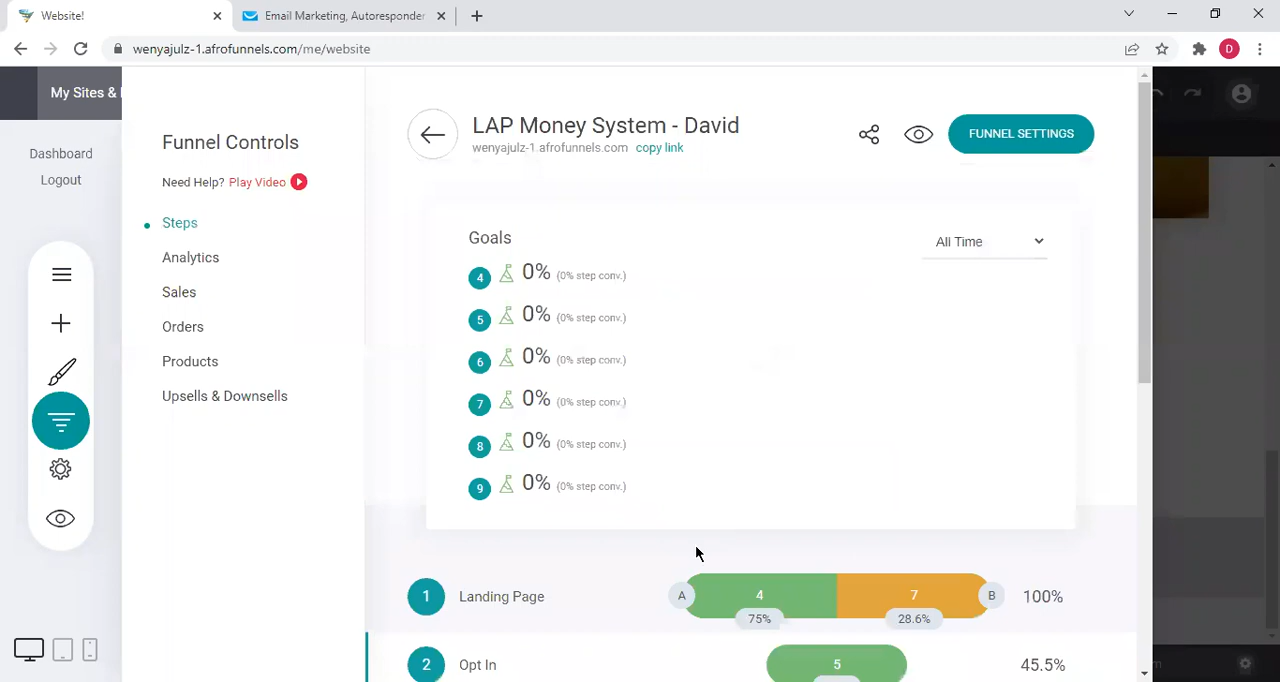 Website!
Email Marketing, Autoresponder
wenyajulz-1.afrofunnels.com/me/website
D
My Sites &
Dashboard
Logout
Funnel Controls
Need Help? Play Video
Steps
Analytics
Sales
Orders
Products
Upsells & Downsells
LAP Money System - David
wenyajulz-1.afrofunnels.com copy link
FUNNEL SETTINGS
Goals
All Time
4 0% (0% step conv.)
5 0% (0% step conv.)
6 0% (0% step conv.)
7 0% (0% step conv.)
8 0% (0% step conv.)
9 0% (0% step conv.)
1 Landing Page A 4 7 B 100%
75% 28.6%
2 Opt In 5 45.5%